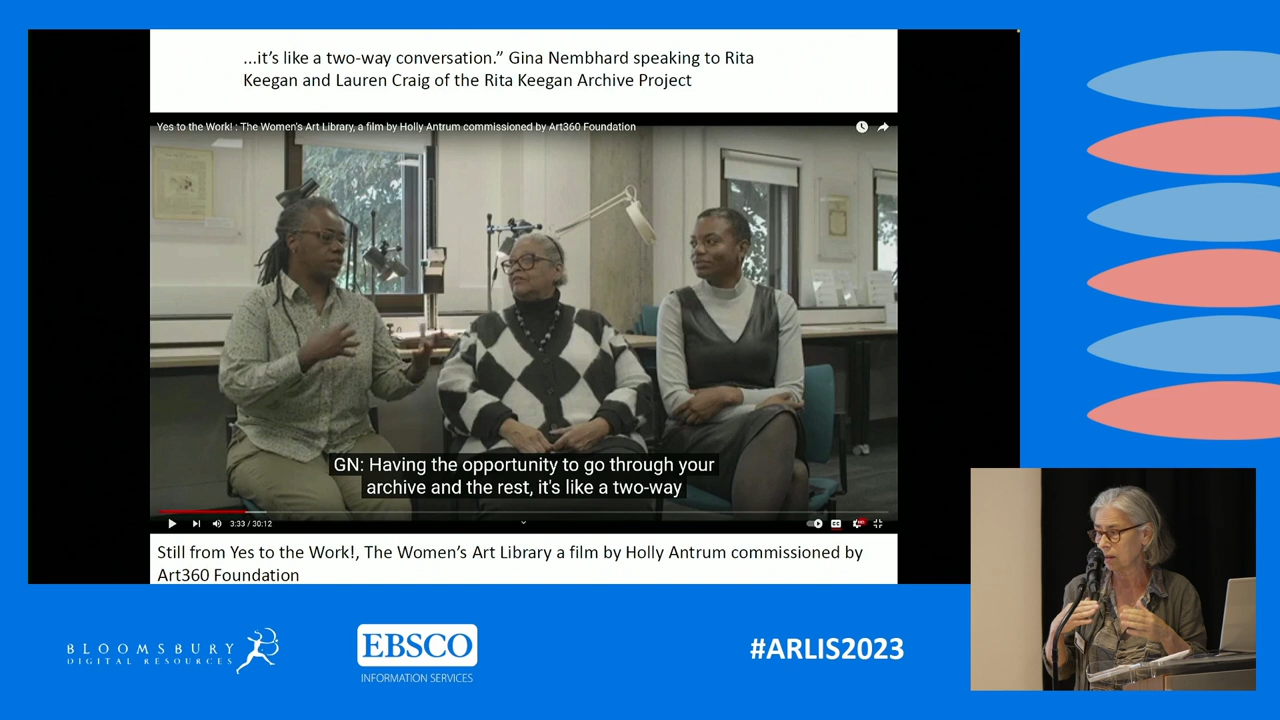 ...it's like a two-way conversation.” Gina Nembhard speaking to Rita
Keegan and Lauren Craig of the Rita Keegan Archive Project
Yes to the Work! : The Women's Art Library, a film by Holly Antrum commissioned by Art360 Foundation
GN: Having the opportunity to go through your
archive and the rest, it's like a two-way
3:33 / 30:12
Still from Yes to the Work!, The Women’s Art Library a film by Holly Antrum commissioned by
Art360 Foundation
BLOOMSBURY
DIGITAL RESOURCES
EBSCO
INFORMATION SERVICES
#ARLIS2023